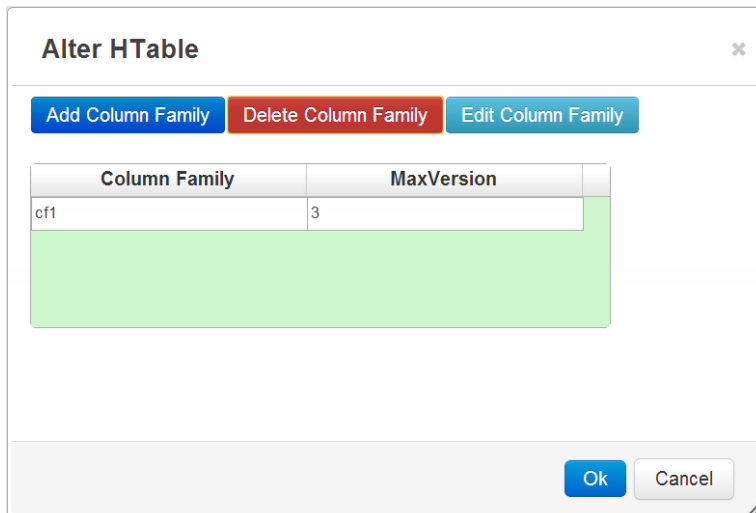 Alter HTable
Add Column Family Delete Column Family Edit Column Family
Column Family MaxVersion
cf1 3
Ok Cancel